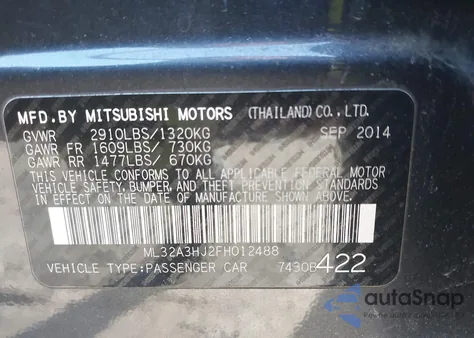 MFD.BY MITSUBISHI MOTORS (THAILAND) CO., LTD.
GVWR 2910LBS/1320KG SEP 2014
GAWR FR 1609LBS/ 730KG
GAWR RR 1477LBS/ 670KG
THIS VEHICLE CONFORMS TO ALL APPLICABLE FEDERAL MOTOR
VEHICLE SAFETY, BUMPER, AND THEFT PREVENTION STANDARDS
IN EFFECT ON THE DATE OF MANUFACTURE SHOWN ABOVE.
ML32A3HJ2FH012488
VEHICLE TYPE:PASSENGER CAR 74306422
autoSnap